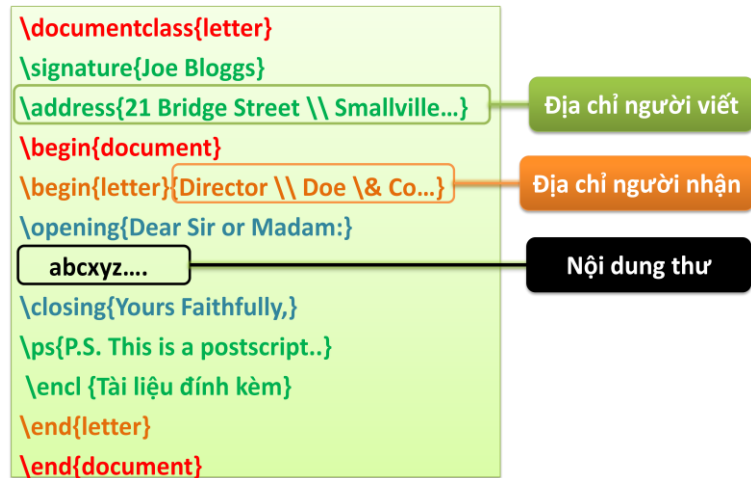 \documentclass{letter}
\signature{Joe Bloggs}
\address{21 Bridge Street \\ Smallville...}
Địa chỉ người viết
\begin{document}
\begin{letter}{Director \\ Doe \& Co...}
Địa chỉ người nhận
\opening{Dear Sir or Madam:}
abcxyz....
Nội dung thư
\closing{Yours Faithfully,}
\ps{P.S. This is a postscript..}
\encl {Tài liệu đính kèm}
\end{letter}
\end{document}